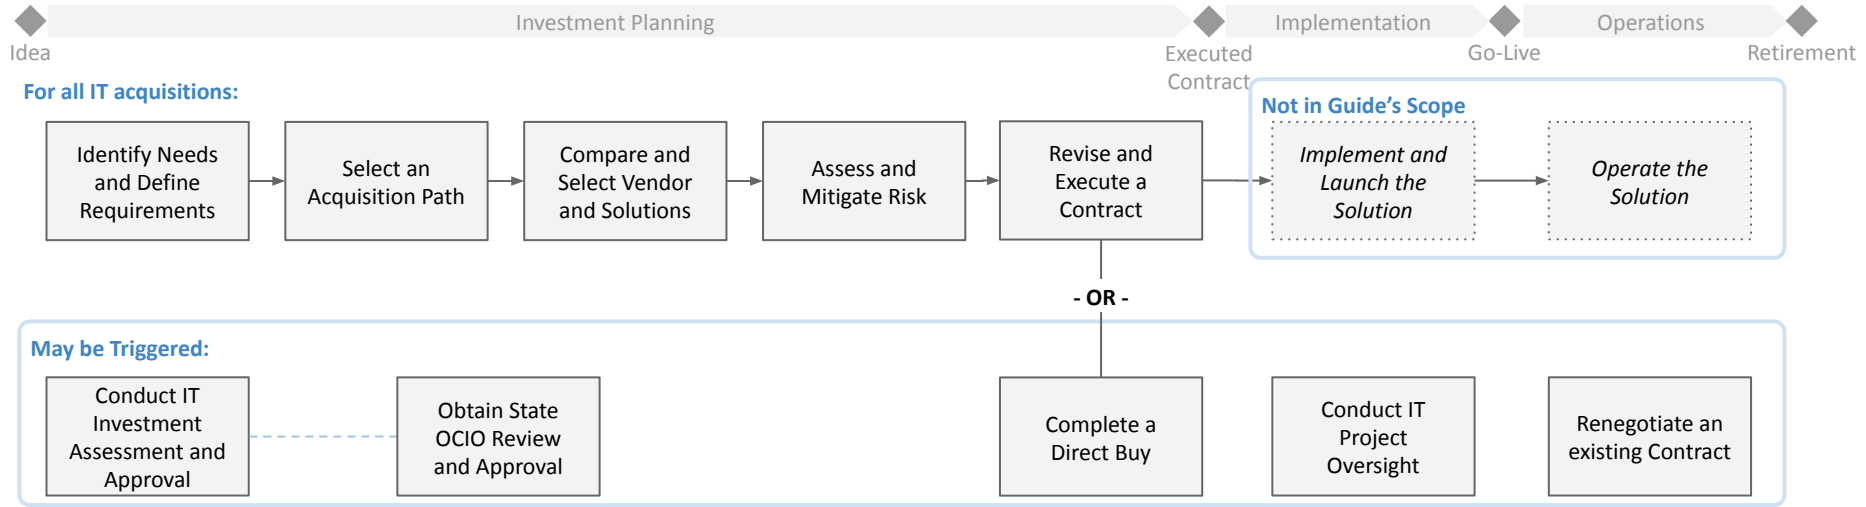 Investment Planning
Implementation
Operations
Idea
Executed
Contract
Go-Live
Retirement
For all IT acquisitions:
Not in Guide’s Scope
Identify Needs
and Define
Requirements
Select an
Acquisition Path
Compare and
Select Vendor
and Solutions
Assess and
Mitigate Risk
Revise and
Execute a
Contract
Implement and
Launch the
Solution
Operate the
Solution
- OR -
May be Triggered:
Conduct IT
Investment
Assessment and
Approval
Obtain State
OCIO Review
and Approval
Complete a
Direct Buy
Conduct IT
Project
Oversight
Renegotiate an
existing Contract